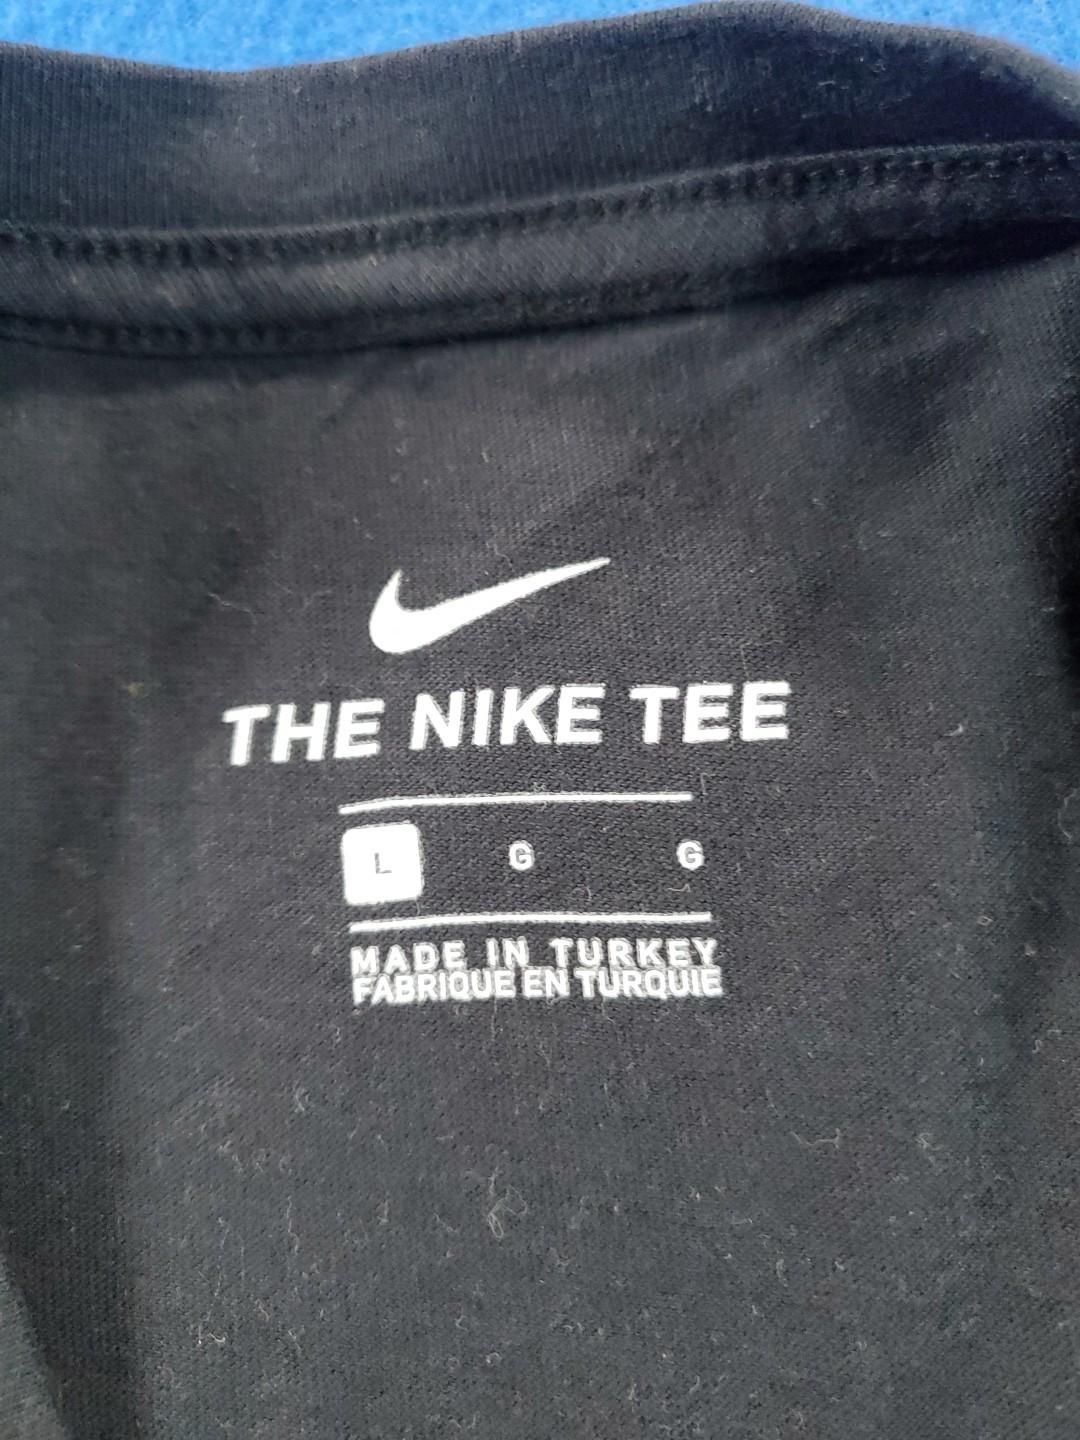 THE NIKE TEE
L G G
MADE IN TURKEY
FABRIQUE EN TURQUIE